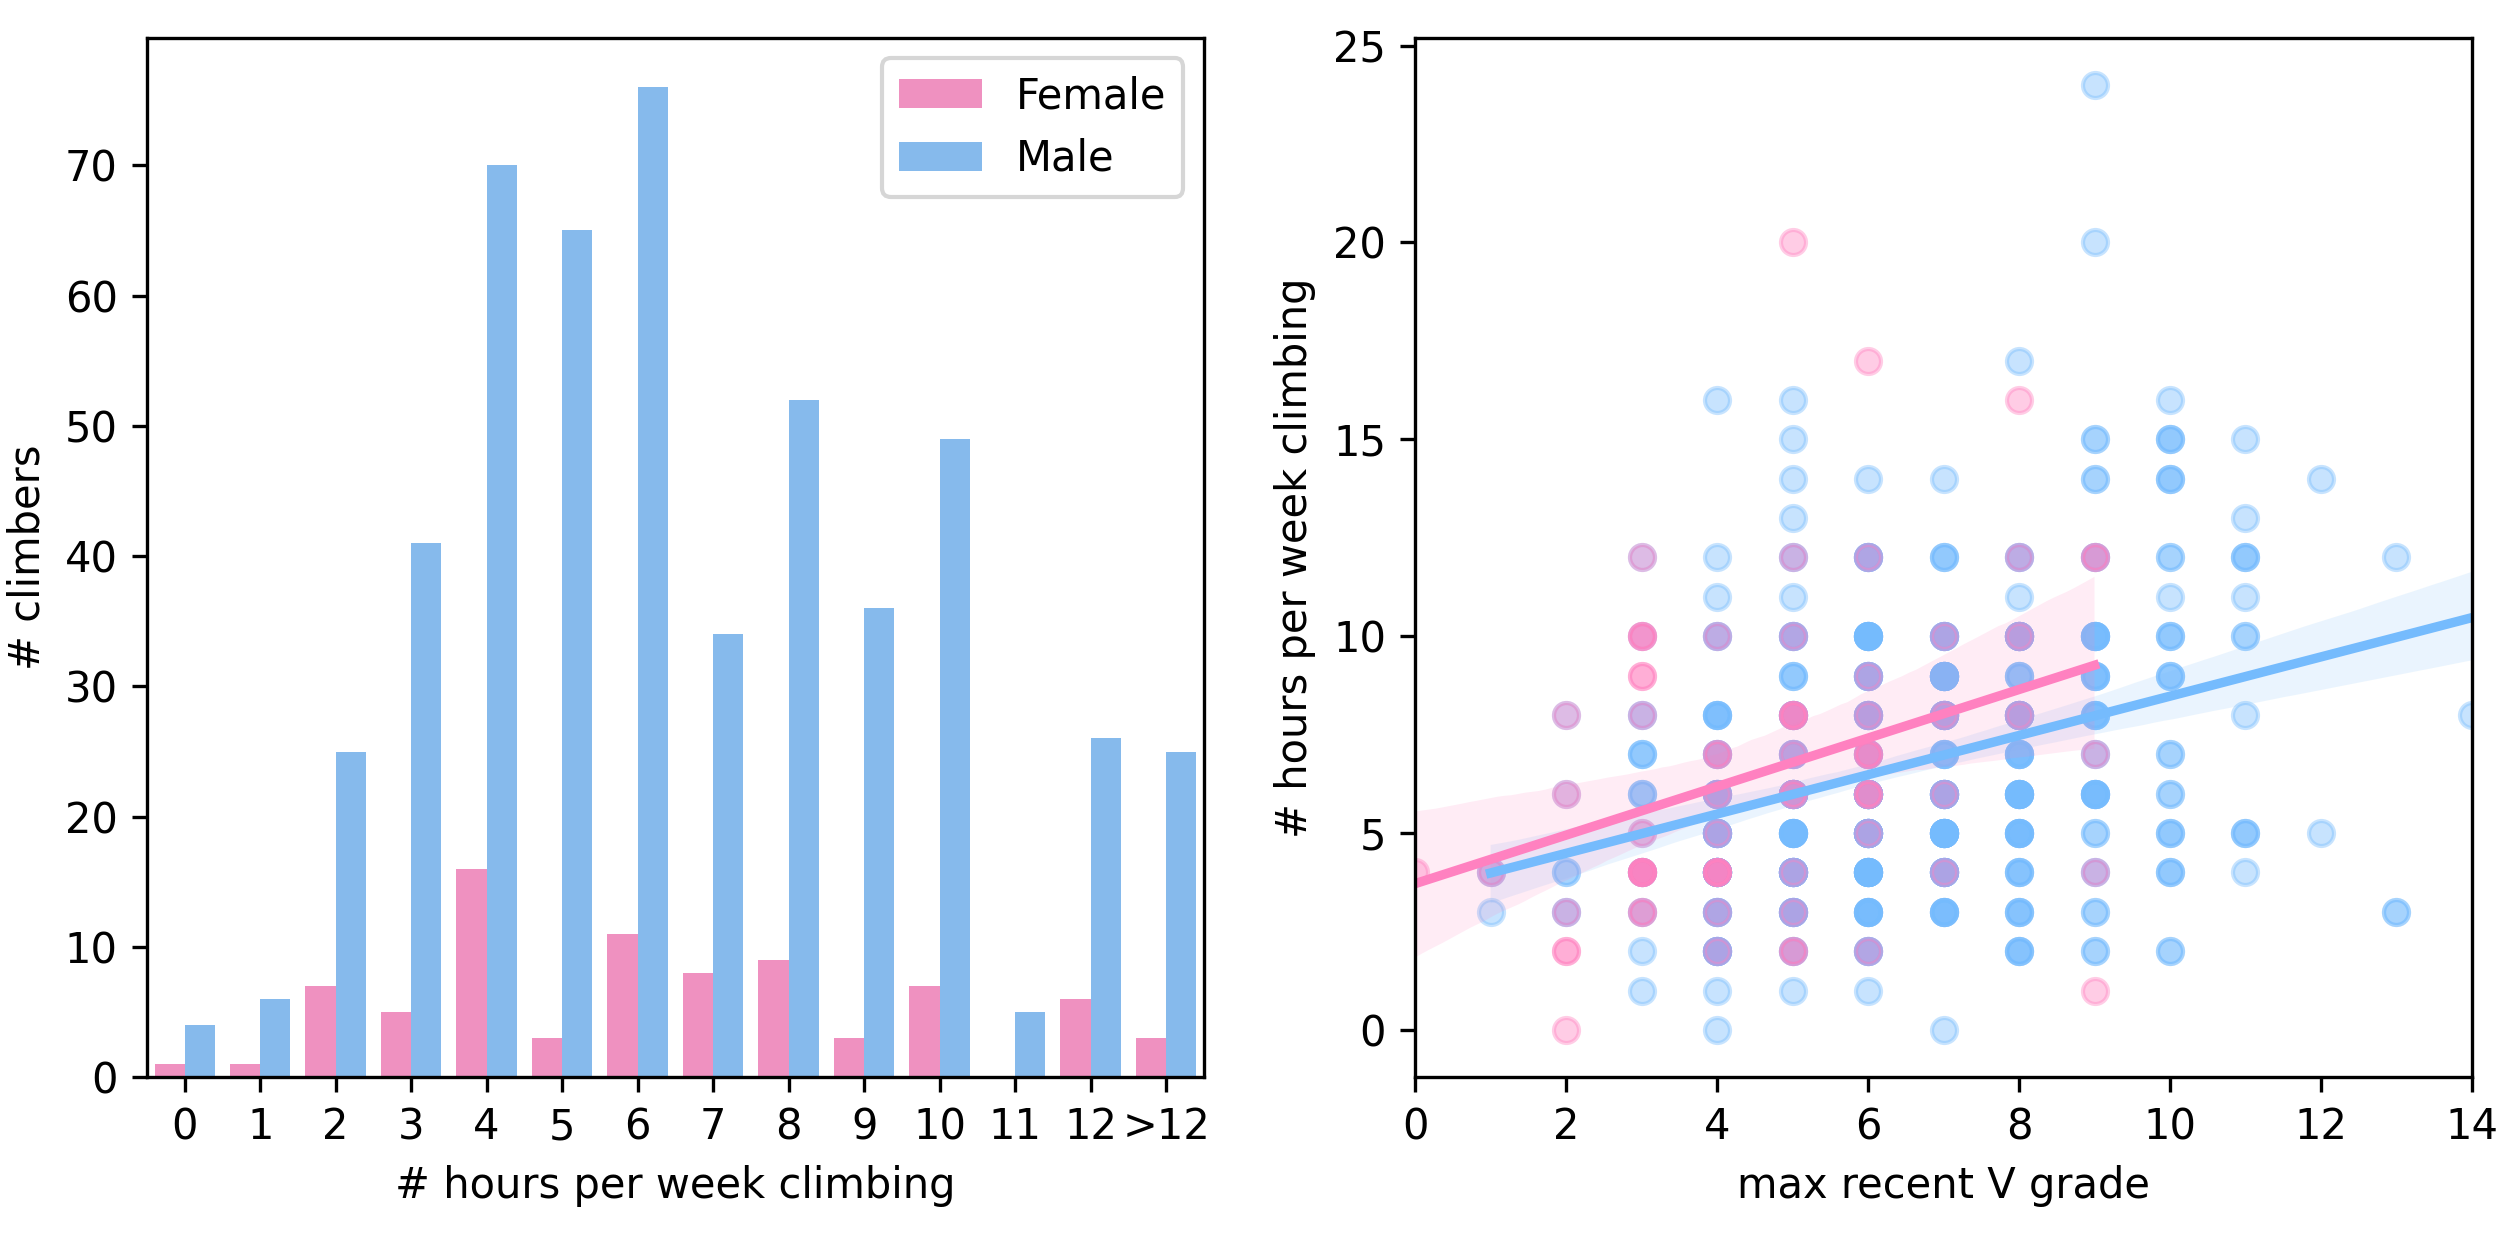 Female
Male
70
60
50
40
30
20
10
0
# climbers
0 1 2 3 4 5 6 7 8 9 10 11 12 >12
# hours per week climbing
25
20
15
10
5
0
# hours per week climbing
0 2 4 6 8 10 12 14
max recent V grade